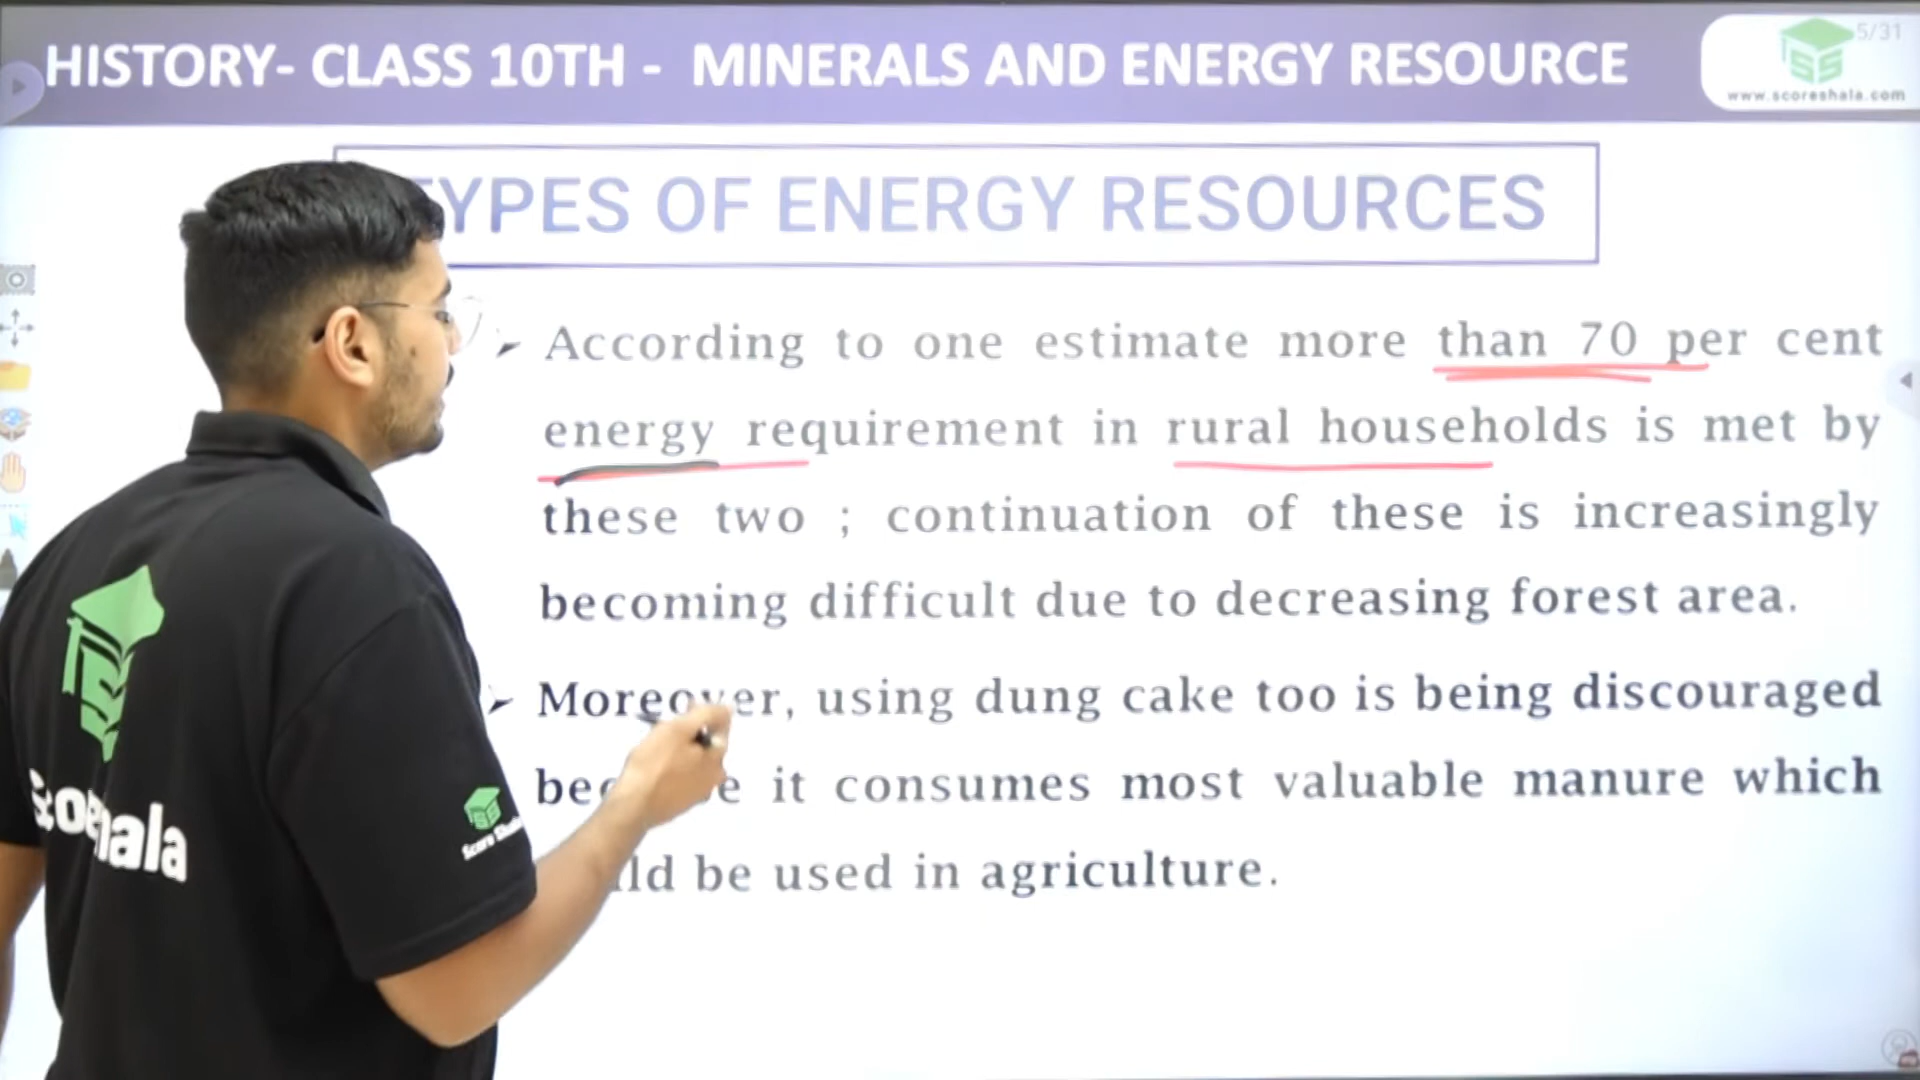 HISTORY- CLASS 10TH - MINERALS AND ENERGY RESOURCE
5/31
www.scoreshala.com
TYPES OF ENERGY RESOURCES
According to one estimate more than 70 per cent
energy requirement in rural households is met by
these two ; continuation of these is increasingly
becoming difficult due to decreasing forest area.
Moreover, using dung cake too is being discouraged
it consumes most valuable manure which
be used in agriculture.
Score Shala